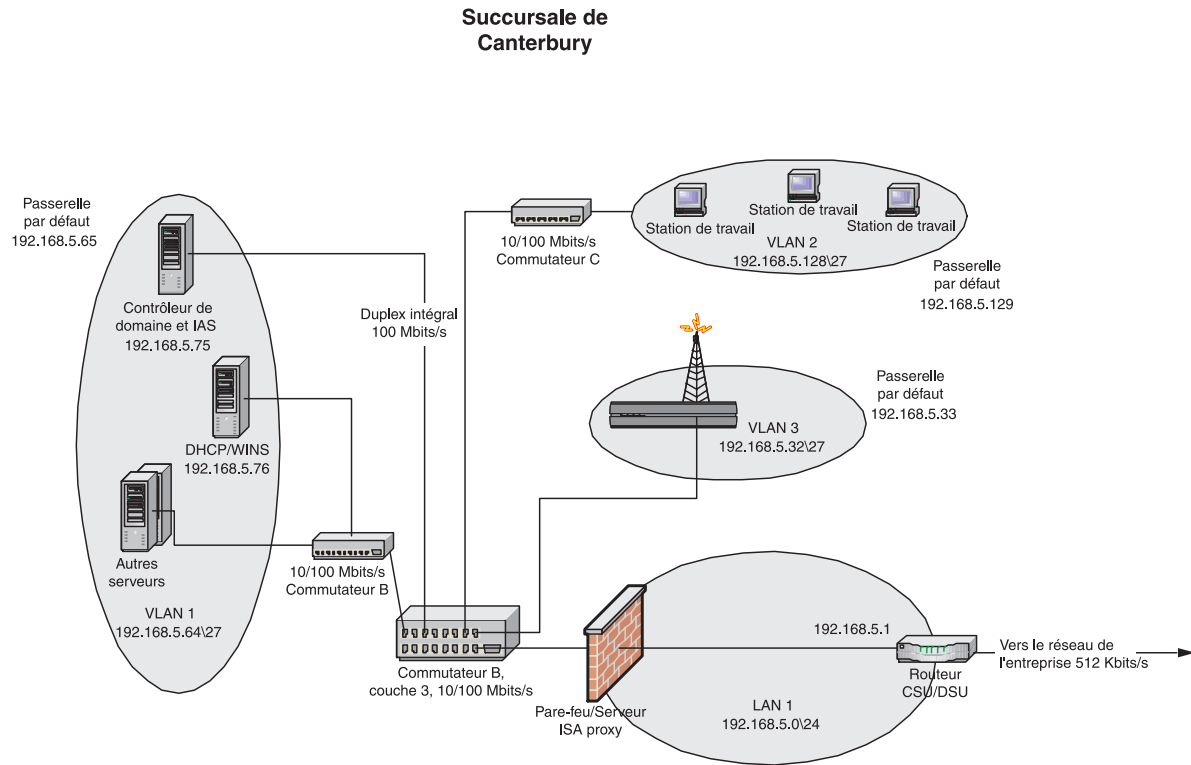 Succursale de
Canterbury
Passerelle
par défaut
192.168.5.65
Contrôleur de
domaine et IAS
192.168.5.75
DHCP/WINS
192.168.5.76
Autres
serveurs
VLAN 1
192.168.5.64\27
10/100 Mbits/s
Commutateur B
Duplex intégral
100 Mbits/s
10/100 Mbits/s
Commutateur C
Station de travail
Station de travail
Station de travail
VLAN 2
192.168.5.128\27
Passerelle
par défaut
192.168.5.129
VLAN 3
192.168.5.32\27
Passerelle
par défaut
192.168.5.33
Commutateur B,
couche 3, 10/100 Mbits/s
Pare-feu/Serveur
ISA proxy
LAN 1
192.168.5.0\24
192.168.5.1
Routeur
CSU/DSU
Vers le réseau de
l'entreprise 512 Kbits/s